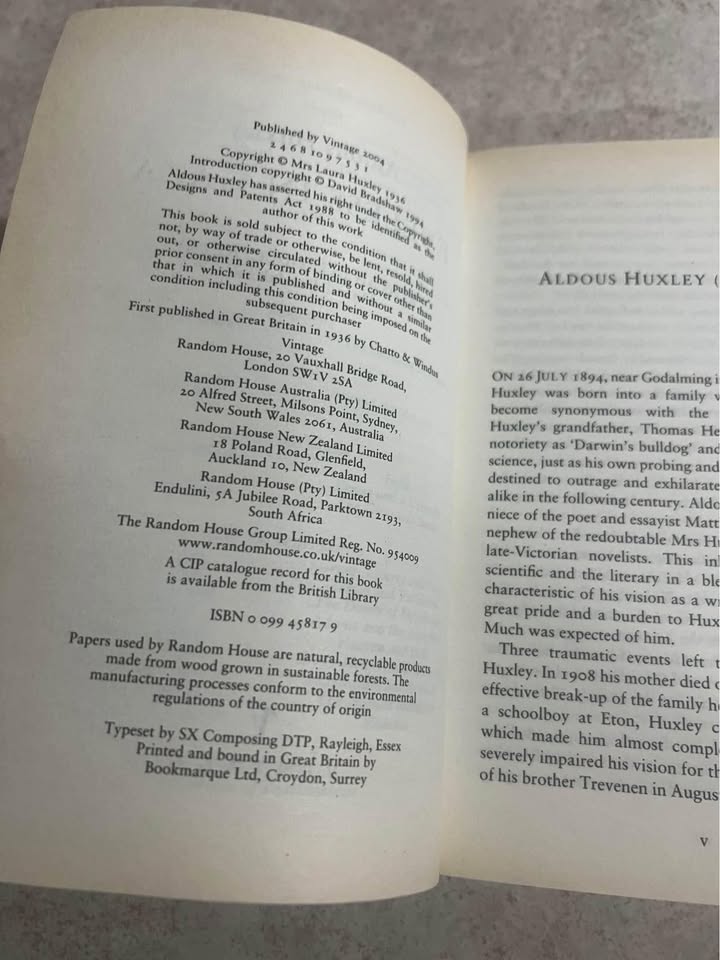 Published by Vintage 2004
2 4 6 8 10 9 7 5 3 1
Copyright © Mrs Laura Huxley 1936
Introduction copyright © David Bradshaw 1994
Aldous Huxley has asserted his right under the Copyright,
Designs and Patents Act 1988 to be identified as the
author of this work
This book is sold subject to the condition that it shall
not, by way of trade or otherwise, be lent, resold, hired
out, or otherwise circulated without the publisher's
prior consent in any form of binding or cover other than
that in which it is published and without a similar
condition including this condition being imposed on the
subsequent purchaser
First published in Great Britain in 1936 by Chatto & Windus
Vintage
Random House, 20 Vauxhall Bridge Road,
London SW1V 2SA
Random House Australia (Pty) Limited
20 Alfred Street, Milsons Point, Sydney,
New South Wales 2061, Australia
Random House New Zealand Limited
18 Poland Road, Glenfield,
Auckland 10, New Zealand
Random House (Pty) Limited
Endulini, 5A Jubilee Road, Parktown 2193,
South Africa
The Random House Group Limited Reg. No. 954009
www.randomhouse.co.uk/vintage
A CIP catalogue record for this book
is available from the British Library
ISBN 0 099 45817 9
Papers used by Random House are natural, recyclable products
made from wood grown in sustainable forests. The
manufacturing processes conform to the environmental
regulations of the country of origin
Typeset by SX Composing DTP, Rayleigh, Essex
Printed and bound in Great Britain by
Bookmarque Ltd, Croydon, Surrey
ALDOUS HUXLEY (
ON 26 JULY 1894, near Godalming i
Huxley was born into a family
become synonymous with the
Huxley's grandfather, Thomas He
notoriety as 'Darwin's bulldog' and
science, just as his own probing and
destined to outrage and exhilarate
alike in the following century. Aldo
niece of the poet and essayist Matt
nephew of the redoubtable Mrs H
late-Victorian novelists. This in
scientific and the literary in a ble
characteristic of his vision as a w
great pride and a burden to Hux
Much was expected of him.
Three traumatic events left t
Huxley. In 1908 his mother died
effective break-up of the family h
a schoolboy at Eton, Huxley c
which made him almost compl
severely impaired his vision for th
of his brother Trevenen in Augus
v